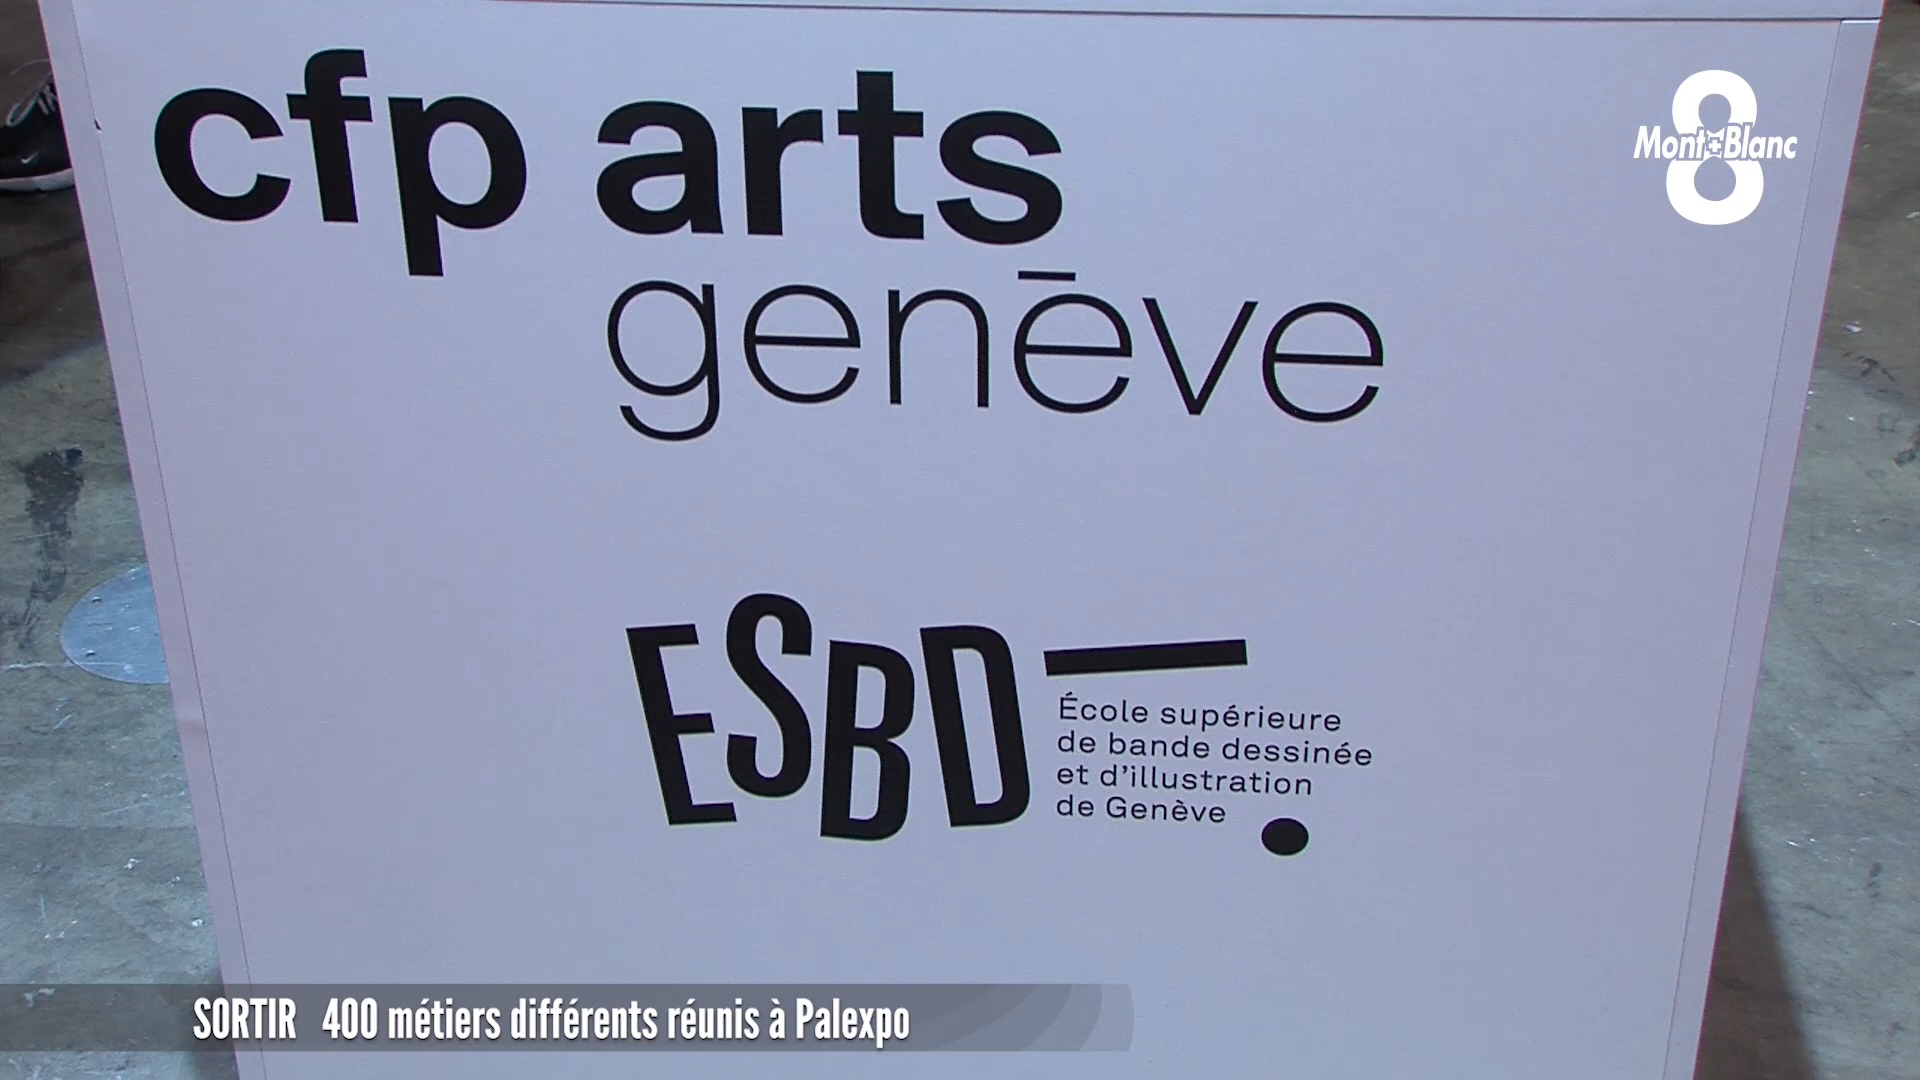 cfp arts
genēve
8
Mont Blanc
ESBD
École supérieure
de bande dessinée
et d'illustration
de Genève
SORTIR 400 métiers différents réunis à Palexpo